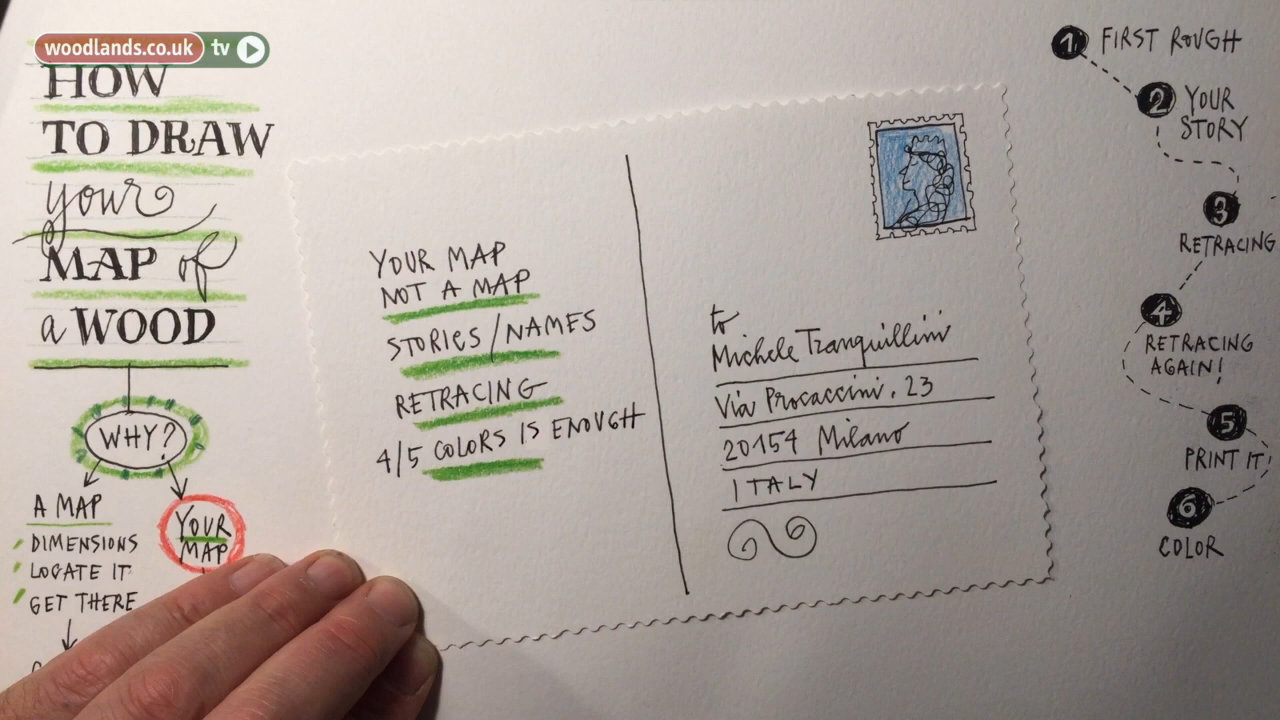 woodlands.co.uk tv
HOW
TO DRAW
your
MAP of
a WOOD
WHY?
A MAP
DIMENSIONS
LOCATE IT
GET THERE
YOUR
MAP
YOUR MAP
NOT A MAP
STORIES/NAMES
RETRACING
4/5 COLORS IS ENOUGH
to
Michele Tranquillini
Via Procaccini. 23
20154 Milano
ITALY
1 FIRST ROUGH
2 YOUR
STORY
3
RETRACING
4
RETRACING
AGAIN!
5
PRINT IT
6
COLOR